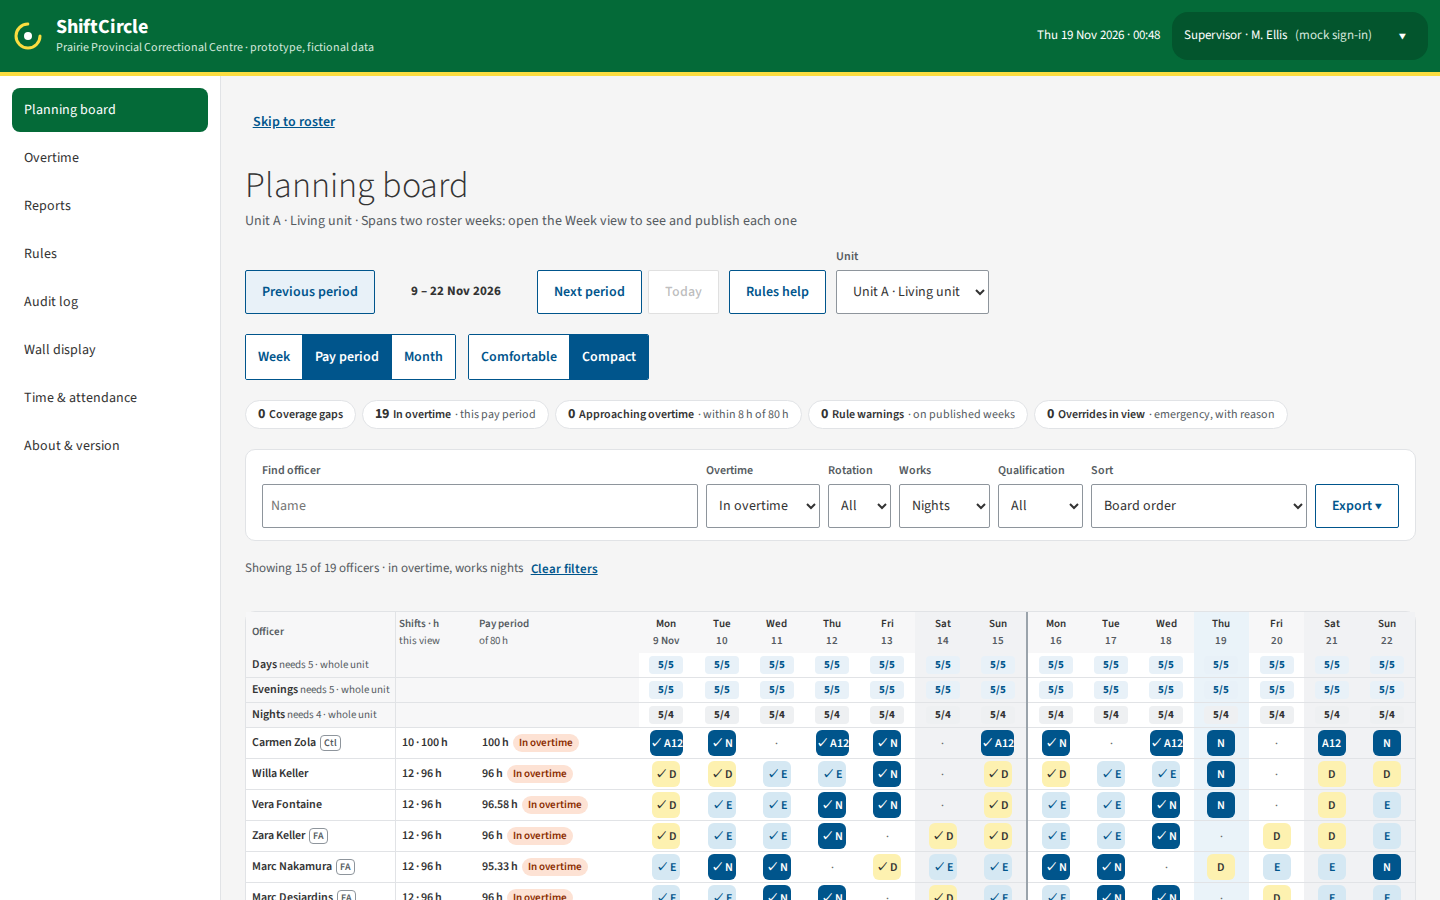 ShiftCircle
Prairie Provincial Correctional Centre · prototype, fictional data
Thu 19 Nov 2026 · 00:48
Supervisor · M. Ellis (mock sign-in) ▾
Planning board
Overtime
Reports
Rules
Audit log
Wall display
Time & attendance
About & version
Skip to roster
Planning board
Unit A · Living unit · Spans two roster weeks: open the Week view to see and publish each one
Unit
Previous period 9 – 22 Nov 2026 Next period Today Rules help Unit A · Living unit
Week Pay period Month Comfortable Compact
0 Coverage gaps 19 In overtime · this pay period 0 Approaching overtime · within 8 h of 80 h 0 Rule warnings · on published weeks 0 Overrides in view · emergency, with reason
Find officer Overtime Rotation Works Qualification Sort
Name In overtime All Nights All Board order Export ▾
Showing 15 of 19 officers · in overtime, works nights Clear filters
Officer Shifts · h Pay period Mon Tue Wed Thu Fri Sat Sun Mon Tue Wed Thu Fri Sat Sun
this view of 80 h 9 Nov 10 11 12 13 14 15 16 17 18 19 20 21 22
Days needs 5 · whole unit 5/5 5/5 5/5 5/5 5/5 5/5 5/5 5/5 5/5 5/5 5/5 5/5 5/5 5/5
Evenings needs 5 · whole unit 5/5 5/5 5/5 5/5 5/5 5/5 5/5 5/5 5/5 5/5 5/5 5/5 5/5 5/5
Nights needs 4 · whole unit 5/4 5/4 5/4 5/4 5/4 5/4 5/4 5/4 5/4 5/4 5/4 5/4 5/4 5/4
Carmen Zola Ctl 10 · 100 h 100 h In overtime ✓ A12 ✓ N · ✓ A12 ✓ N · ✓ A12 ✓ N · ✓ A12 N · A12 N
Willa Keller 12 · 96 h 96 h In overtime ✓ D ✓ D ✓ E ✓ E ✓ N · ✓ D ✓ D ✓ E ✓ E N · D D
Vera Fontaine 12 · 96 h 96.58 h In overtime ✓ D ✓ E ✓ E ✓ N ✓ N · ✓ D ✓ E ✓ E ✓ N N · D E
Zara Keller FA 12 · 96 h 96 h In overtime ✓ D ✓ E ✓ E ✓ N · ✓ D ✓ D ✓ E ✓ E ✓ N · D D E
Marc Nakamura FA 12 · 96 h 95.33 h In overtime ✓ E ✓ N ✓ N · ✓ D ✓ E ✓ E ✓ N ✓ N · D E E N
Marc Desjardins FA 12 · 96 h 96 h In overtime ✓ E ✓ E ✓ N ✓ N · ✓ D ✓ E ✓ E ✓ N ✓ N · D E E